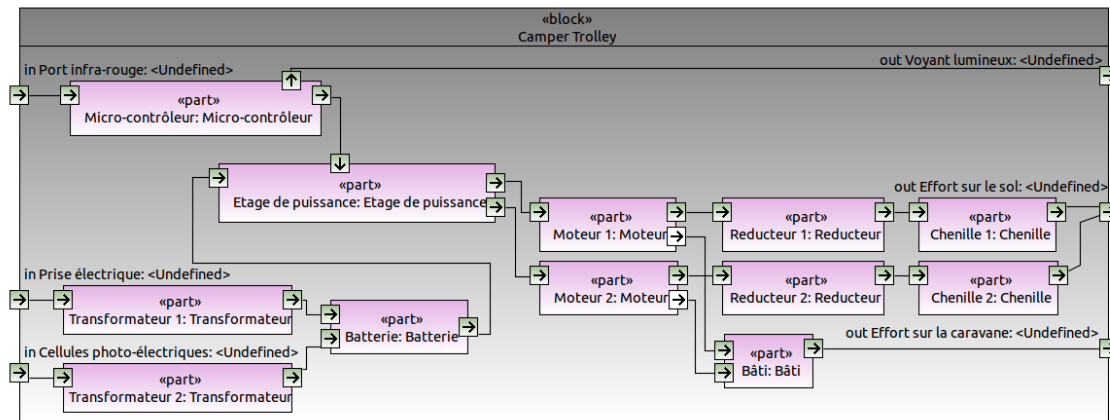 «block»
Camper Trolley
in Port infra-rouge: <Undefined>
out Voyant lumineux: <Undefined>
«part»
Micro-contrôleur: Micro-contrôleur
«part»
Etage de puissance: Etage de puissance
out Effort sur le sol: <Undefined>
«part»
Moteur 1: Moteur
«part»
Reducteur 1: Reducteur
«part»
Chenille 1: Chenille
in Prise électrique: <Undefined>
«part»
Moteur 2: Moteur
«part»
Reducteur 2: Reducteur
«part»
Chenille 2: Chenille
«part»
Transformateur 1: Transformateur
«part»
Batterie: Batterie
out Effort sur la caravane: <Undefined>
in Cellules photo-électriques: <Undefined>
«part»
Bâti: Bâti
«part»
Transformateur 2: Transformateur